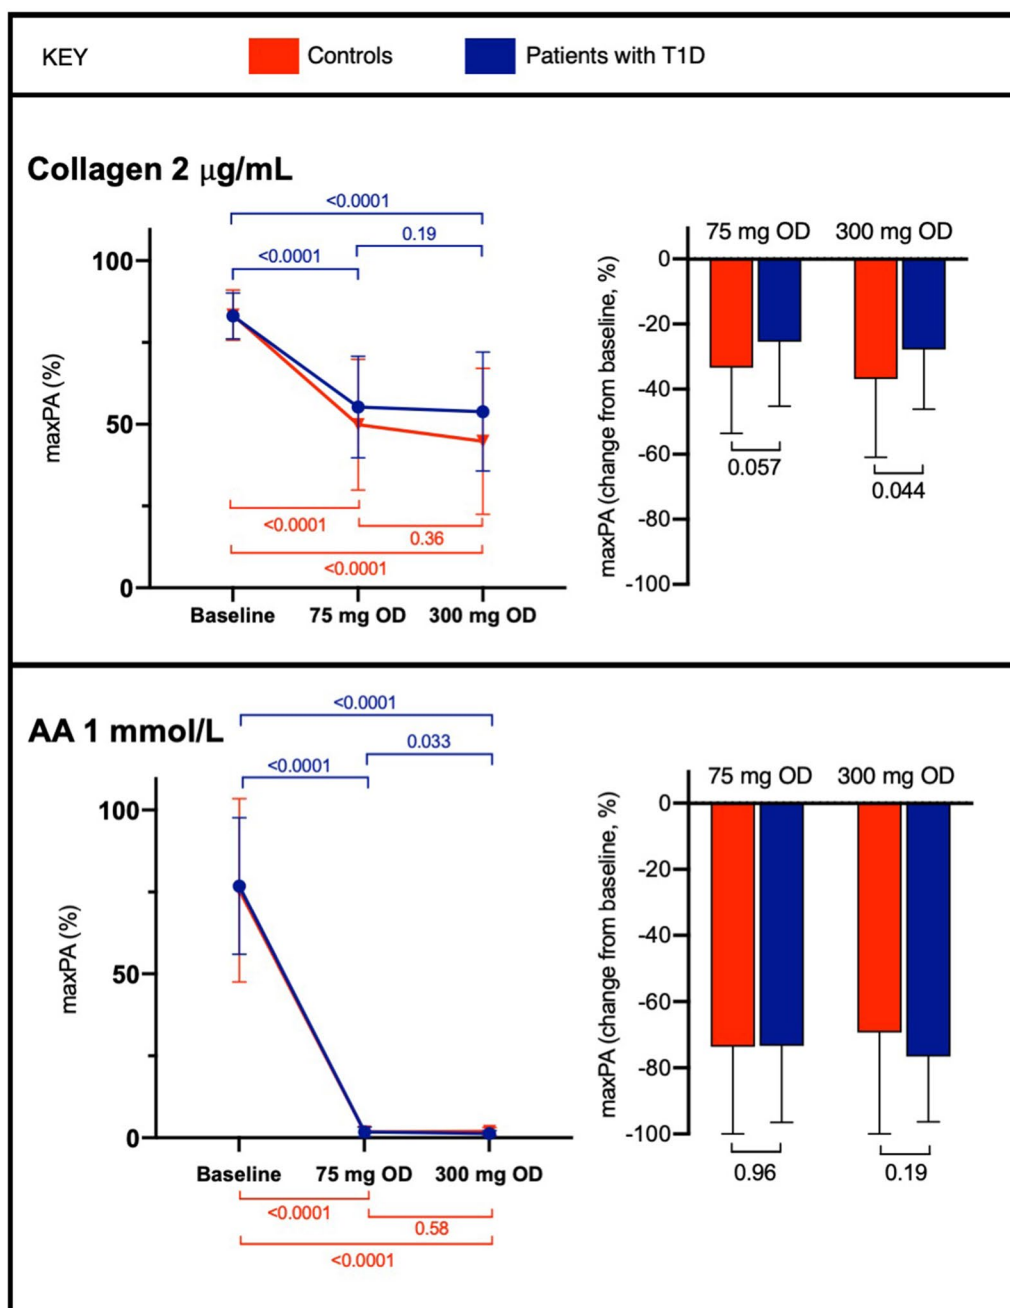 KEY
Controls
Patients with T1D
Collagen 2 μg/mL
<0.0001
0.19
<0.0001
100
50
0
maxPA (%)
<0.0001
0.36
<0.0001
Baseline
75 mg OD
300 mg OD
75 mg OD
300 mg OD
0
-20
-40
-60
-80
-100
maxPA (change from baseline, %)
0.057
0.044
AA 1 mmol/L
<0.0001
0.033
<0.0001
100
50
0
maxPA (%)
Baseline
75 mg OD
300 mg OD
<0.0001
0.58
<0.0001
75 mg OD
300 mg OD
0
-20
-40
-60
-80
-100
maxPA (change from baseline, %)
0.96
0.19